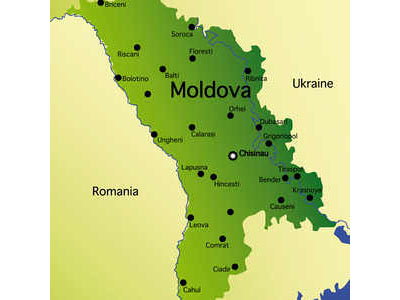 Briceni
Soroca
Riscani
Floresti
Balti
Bolotino
Ribnita
Ukraine
Moldova
Orhei
Dubasari
Calarasi
Grigoriopol
Ungheni
Chisinau
Lapusna
Tiraspol
Hincesti
Bender
Romania
Krasnoye
Causeni
Leova
Comrat
Ciada
Cahul